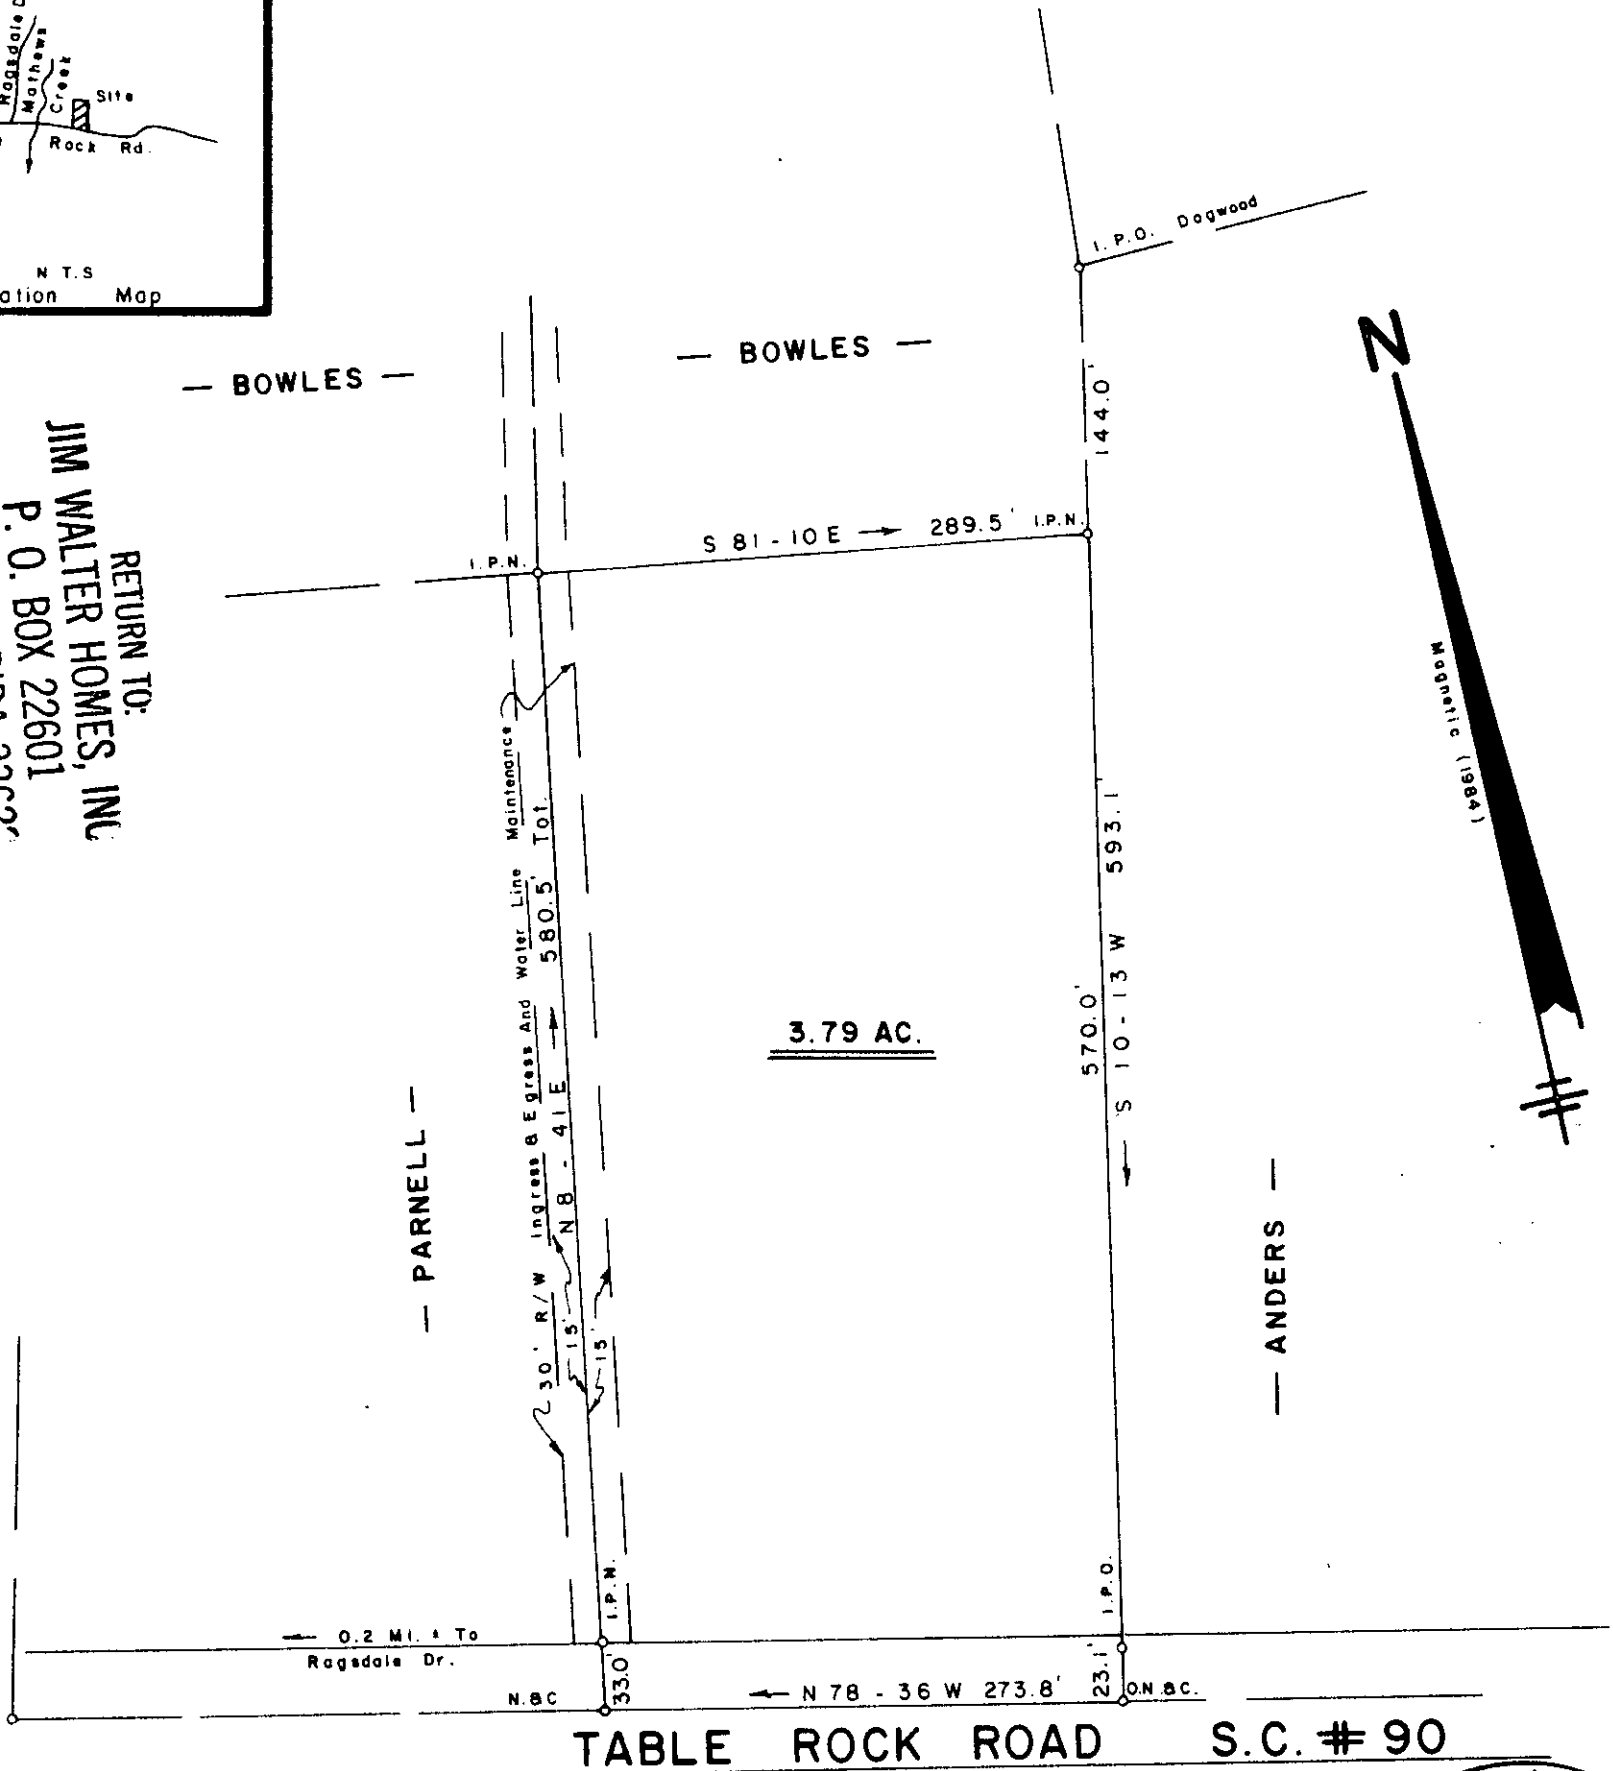 Ragsdale
Mathews
Creek
Site
Rock Rd.
N T.S
Map
— BOWLES —
— BOWLES —
I.P.O. Dogwood
144.0'
N
Magnetic (1984)
RETURN TO:
JIM WALTER HOMES, INC
P. O. BOX 22601
S 81 - 10 E 289.5' I.P.N.
I.P.N.
30' R/W Ingress & Egress And Water Line Maintenance
N 8 - 41 E 580.5' Tot.
15'
15'
3.79 AC.
570.0'
S 10 - 13 W 593.1'
— PARNELL —
— ANDERS —
I.P.N.
I.P.O.
0.2 MI. ± To
Ragsdale Dr.
N.&C
33.0'
N 78 - 36 W 273.8'
23.1'
O.N.&C.
TABLE ROCK ROAD S.C. # 90